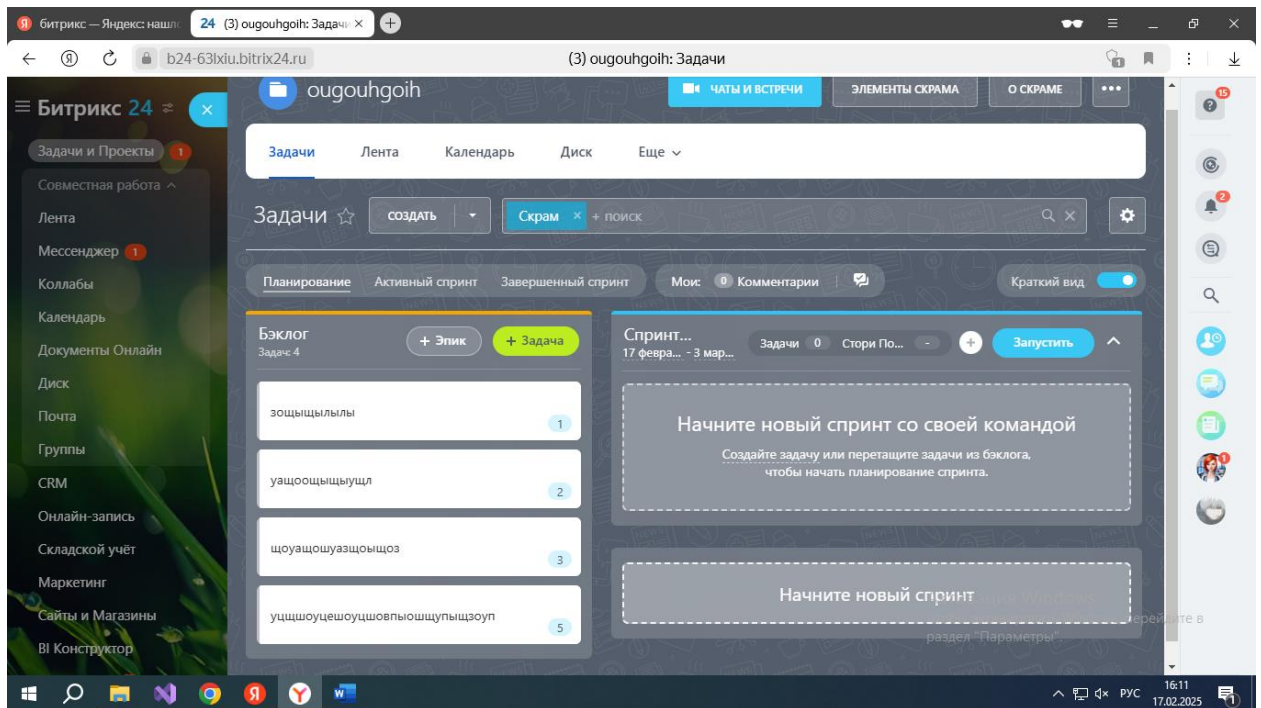 битрикс — Яндекс: нашло
24 (3) ougouhgoih: Задачи
b24-63lxiu.bitrix24.ru
(3) ougouhgoih: Задачи
Битрикс 24
Задачи и Проекты 1
Совместная работа
Лента
Мессенджер 1
Коллабы
Календарь
Документы Онлайн
Диск
Почта
Группы
CRM
Онлайн-запись
Складской учёт
Маркетинг
Сайты и Магазины
BI Конструктор
ougouhgoih
ЧАТЫ И ВСТРЕЧИ
ЭЛЕМЕНТЫ СКРАМА
О СКРАМЕ
Задачи Лента Календарь Диск Еще
Задачи
СОЗДАТЬ
Скрам × + поиск
Планирование Активный спринт Завершенный спринт
Мои: 0 Комментарии
Краткий вид
Бэклог
Задач: 4
+ Эпик
+ Задача
зощыщылылы
1
уащоощыщыущл
2
щоуащошуазщоыщоз
3
уццшоуцешоуцшовпыошщупыщзоуп
5
Спринт...
17 февра... - 3 мар...
Задачи 0 Стори По... -
Запустить
Начните новый спринт со своей командой
Создайте задачу или перетащите задачи из бэклога,
чтобы начать планирование спринта.
Начните новый спринт
раздел "Параметры".
15
2
1
РУС
16:11
17.02.2025